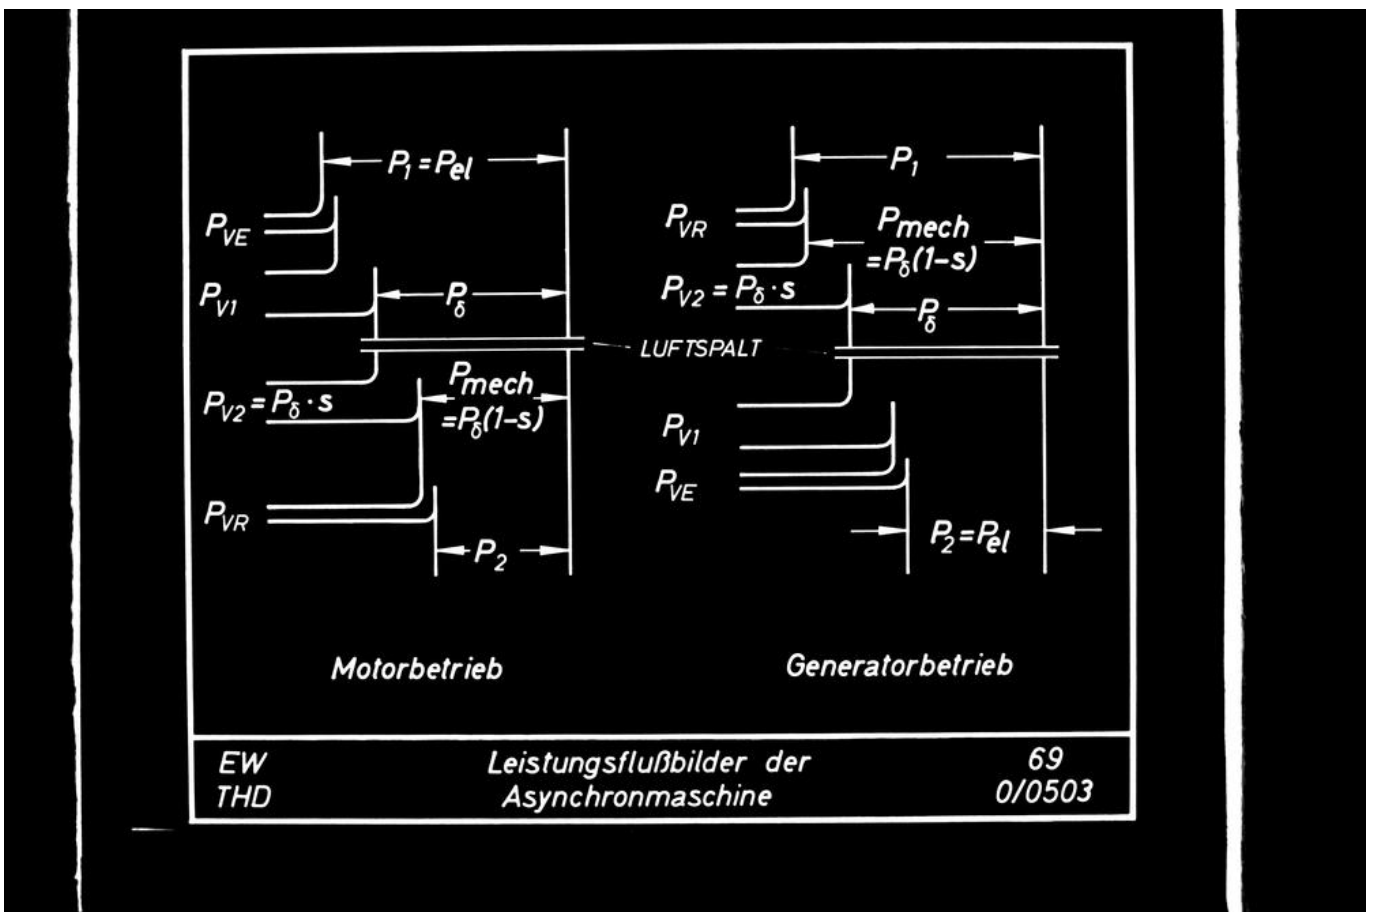 P₁ = Pel
PVE
PV1
Pδ
PV2 = Pδ · s
Pmech
=Pδ(1-s)
PVR
P₂
Motorbetrieb
LUFTSPALT
P₁
PVR
Pmech
=Pδ(1-s)
PV2 = Pδ · s
Pδ
PV1
PVE
P₂=Pel
Generatorbetrieb
EW
THD
Leistungsflußbilder der
Asynchronmaschine
69
0/0503